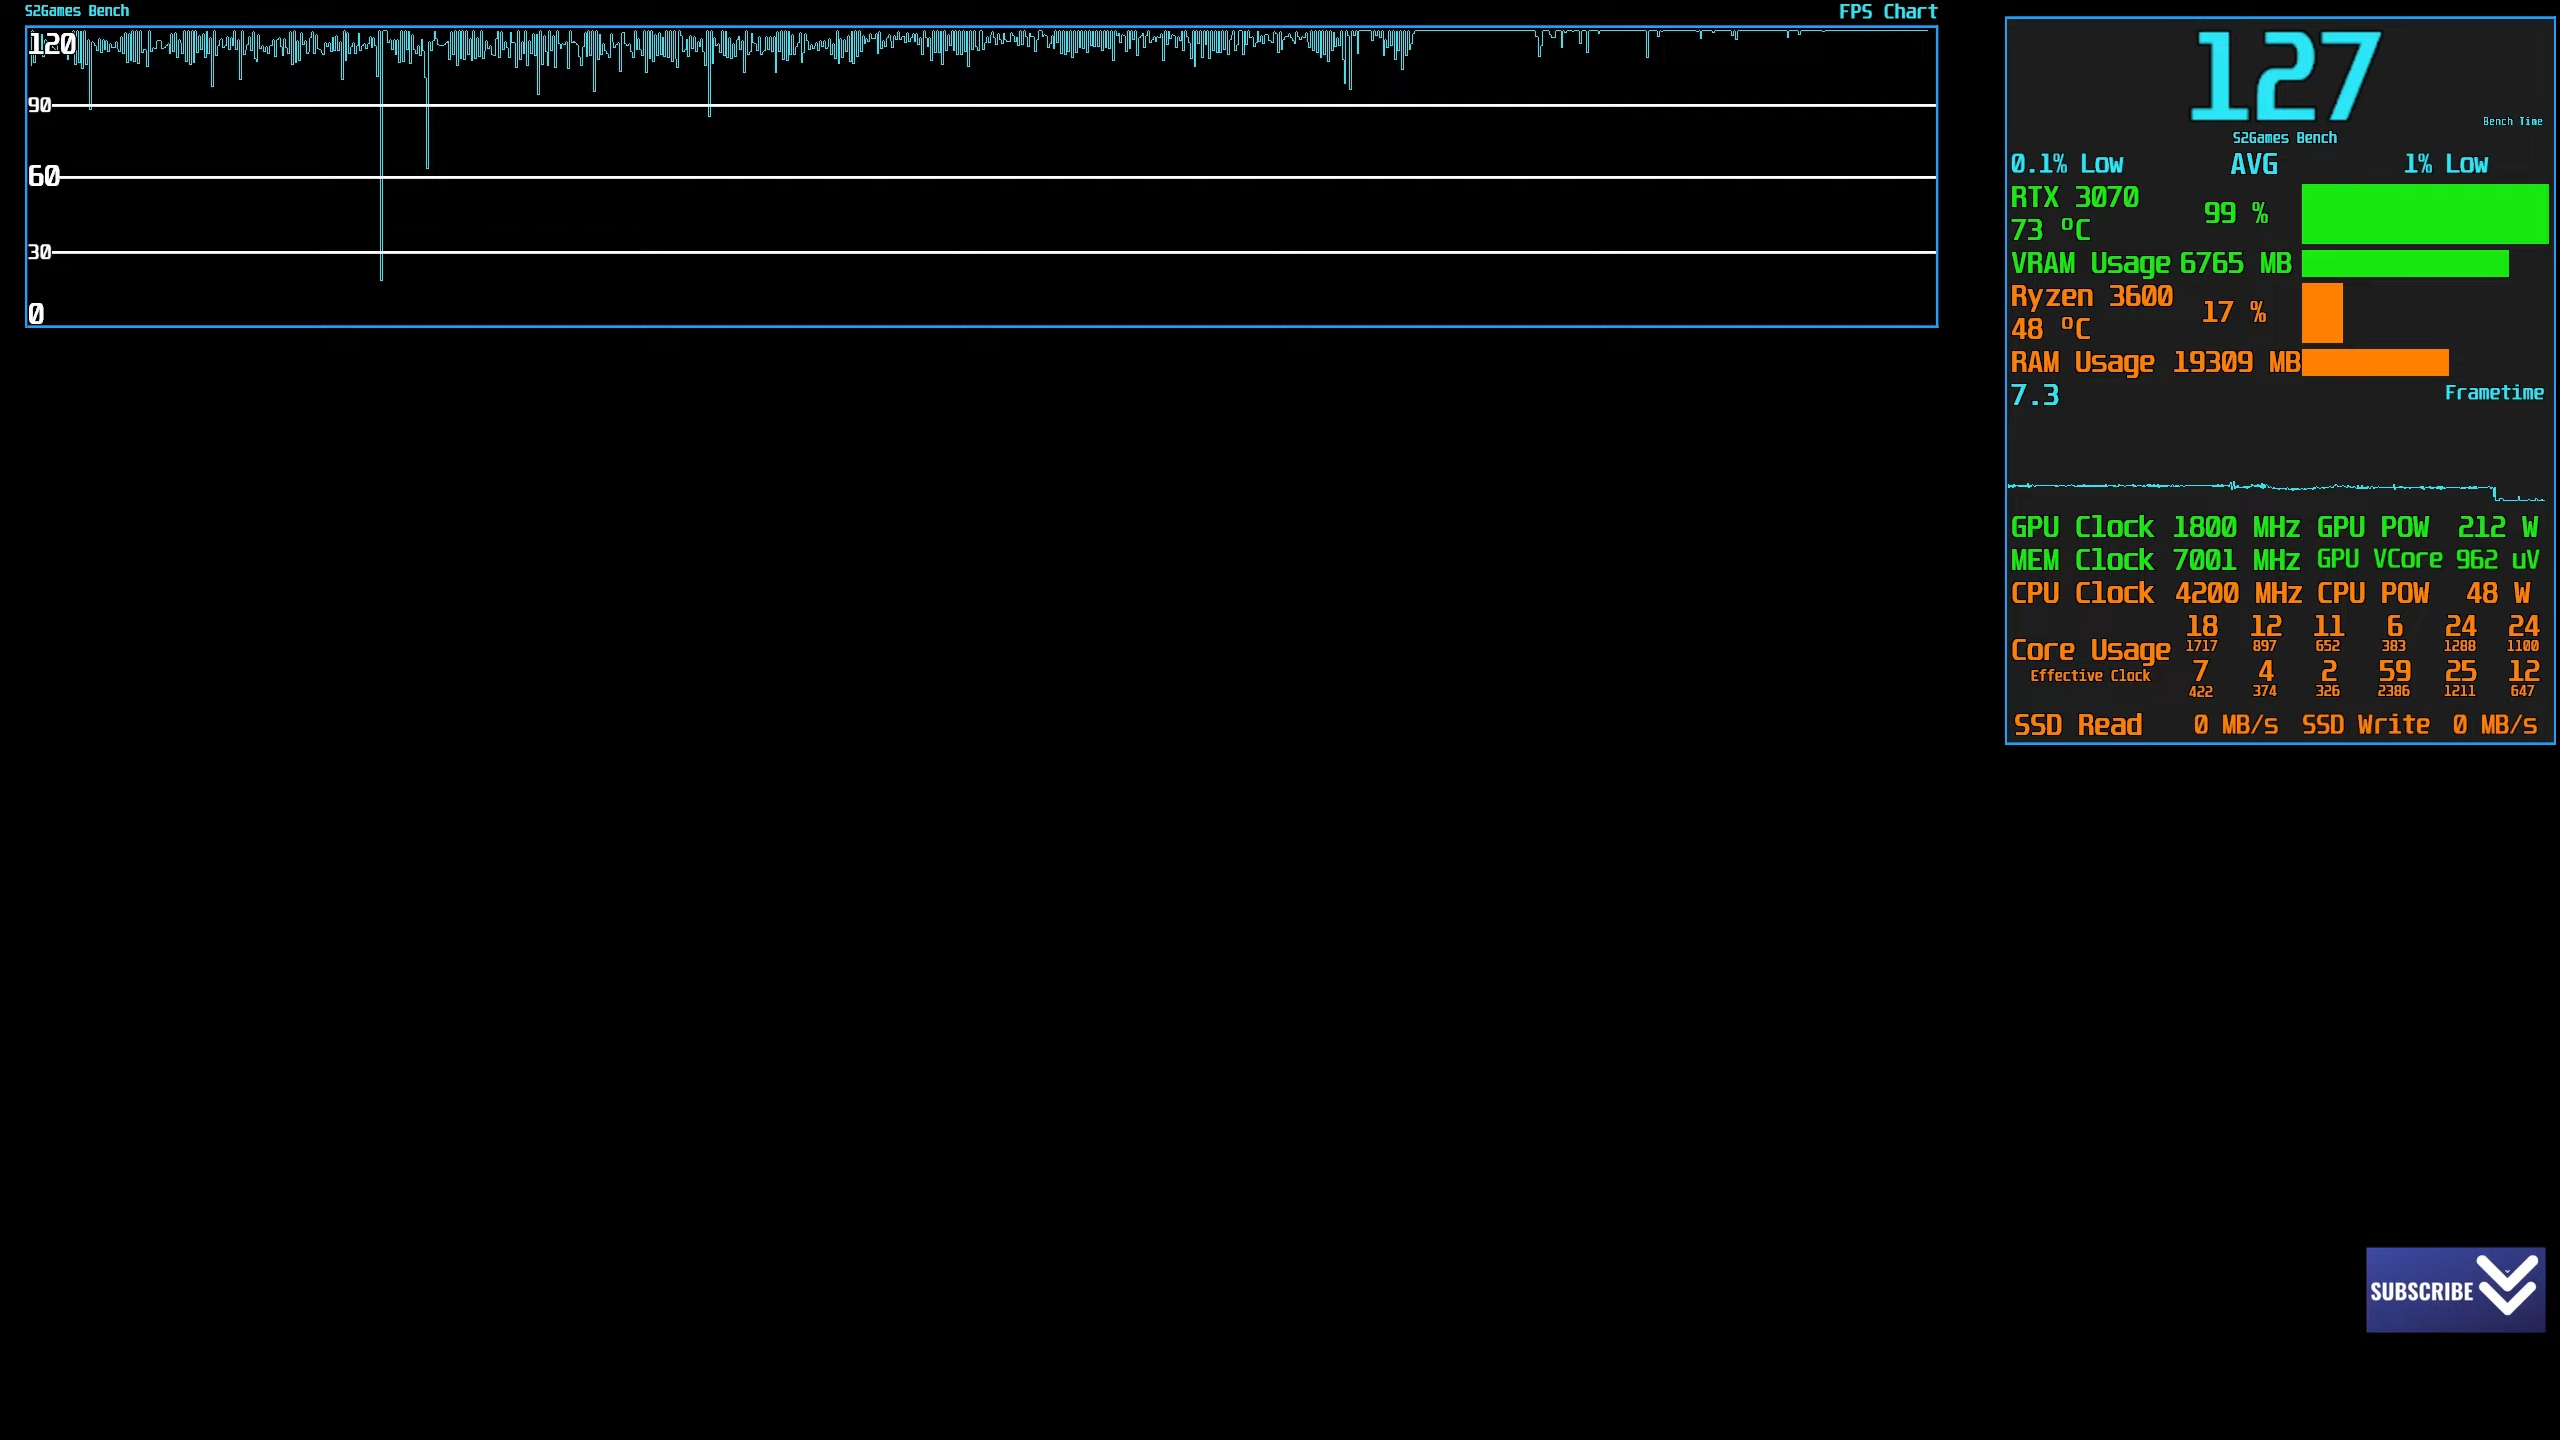 S2Games Bench
FPS Chart
120
90
60
30
0
127
Bench Time
S2Games Bench
0.1% Low AVG 1% Low
RTX 3070
99 %
73 ºC
VRAM Usage 6765 MB
Ryzen 3600
17 %
48 ºC
RAM Usage 19309 MB
7.3 Frametime
GPU Clock 1800 MHz GPU POW 212 W
MEM Clock 7001 MHz GPU VCore 962 uV
CPU Clock 4200 MHz CPU POW 48 W
18 12 11 6 24 24
1717 897 652 383 1288 1100
Core Usage
7 4 2 59 25 12
Effective Clock
422 374 326 2386 1211 647
SSD Read 0 MB/s SSD Write 0 MB/s
SUBSCRIBE